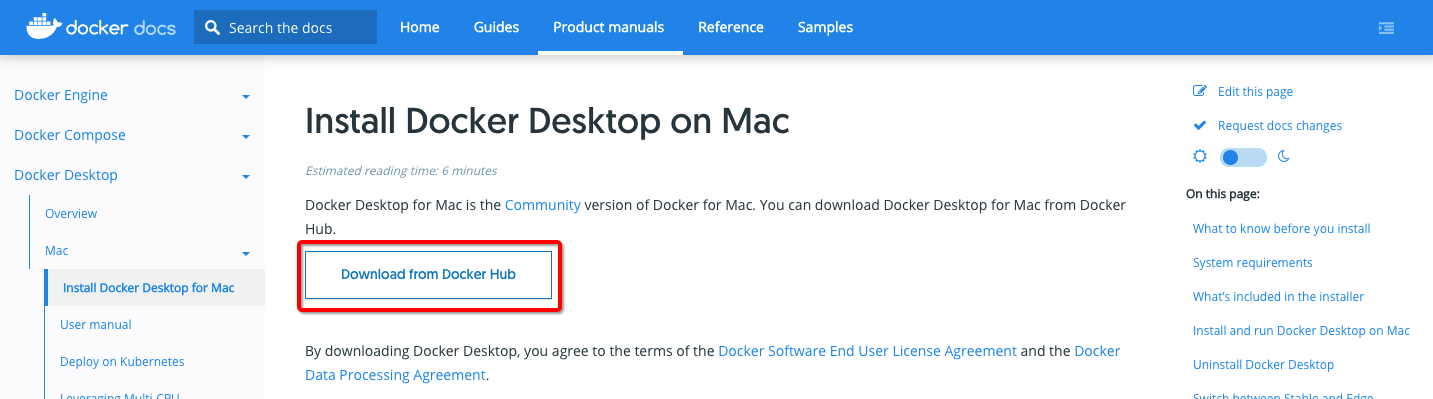 docker docs
Search the docs
Home
Guides
Product manuals
Reference
Samples
Docker Engine
Docker Compose
Docker Desktop
Overview
Mac
Install Docker Desktop for Mac
User manual
Deploy on Kubernetes
Leveraging Multi-CPU
Install Docker Desktop on Mac
Estimated reading time: 6 minutes
Docker Desktop for Mac is the Community version of Docker for Mac. You can download Docker Desktop for Mac from Docker
Hub.
Download from Docker Hub
By downloading Docker Desktop, you agree to the terms of the Docker Software End User License Agreement and the Docker
Data Processing Agreement.
Edit this page
Request docs changes
On this page:
What to know before you install
System requirements
What's included in the installer
Install and run Docker Desktop on Mac
Uninstall Docker Desktop
Switch between Stable and Edge